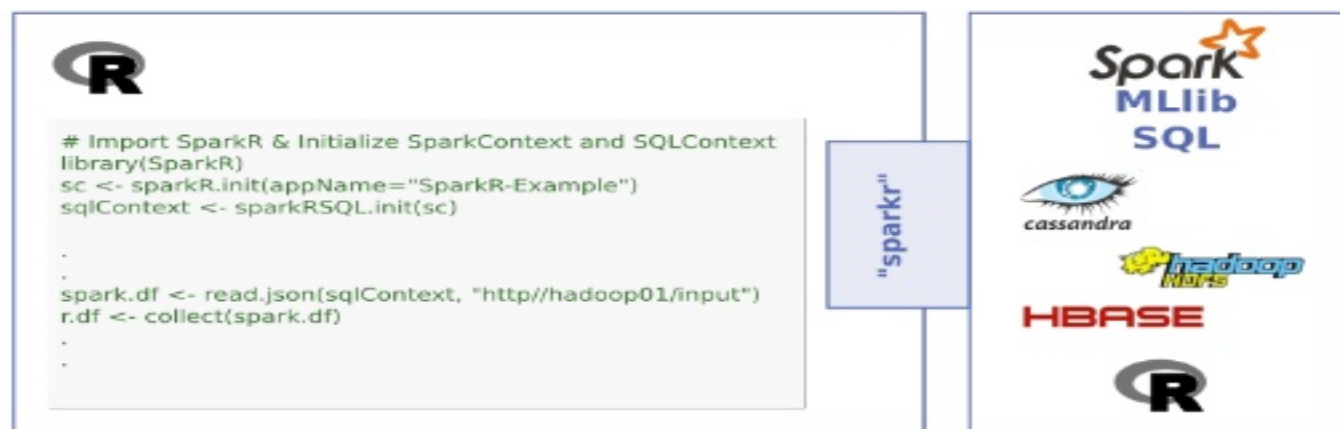 R
# Import SparkR & Initialize SparkContext and SQLContext
library(SparkR)
sc <- sparkR.init(appName="SparkR-Example")
sqlContext <- sparkRSQL.init(sc)
.
.
spark.df <- read.json(sqlContext, "http//hadoop01/input")
r.df <- collect(spark.df)
.
.
"sparkr"
Spark
MLlib
SQL
cassandra
hadoop
HDFS
HBASE
R